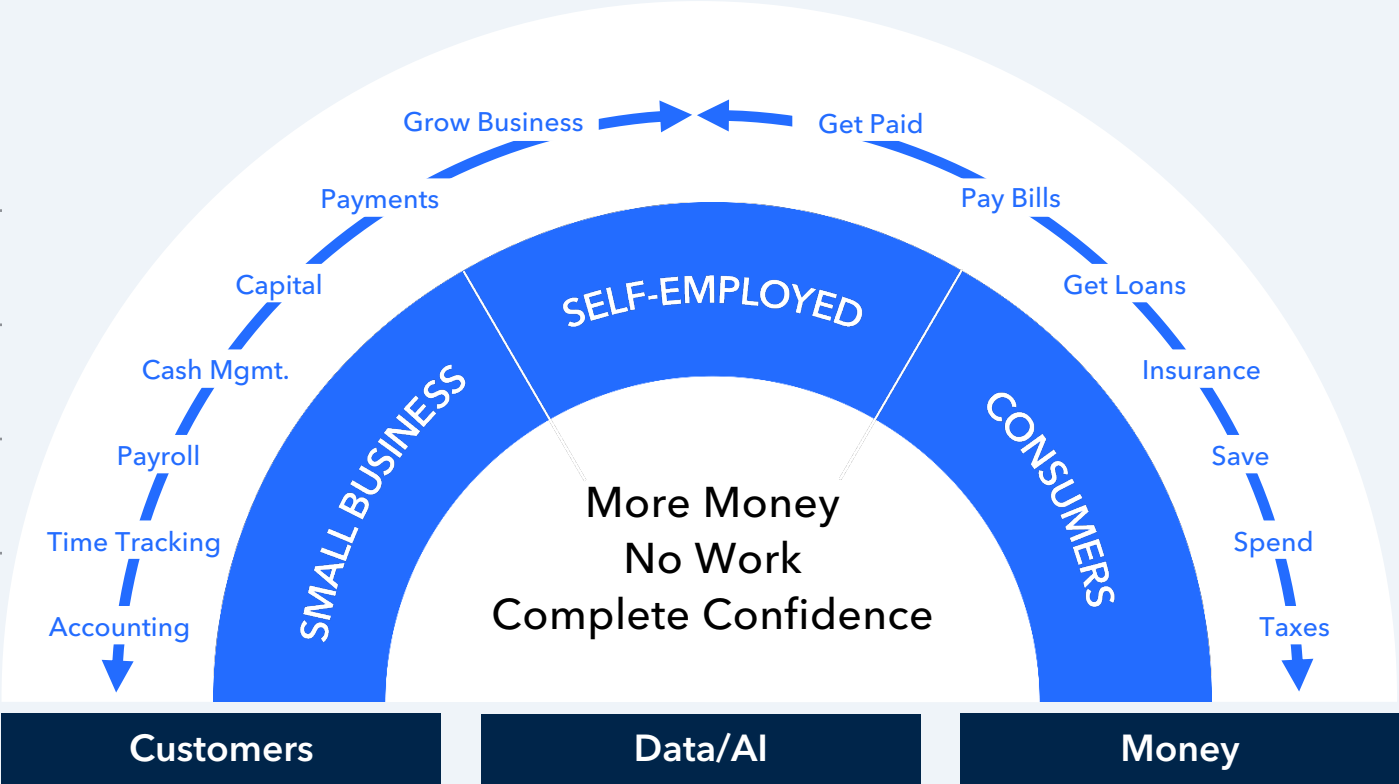 Grow Business
Get Paid
Payments
Pay Bills
Capital
Get Loans
Cash Mgmt.
Insurance
Payroll
Save
Time Tracking
Spend
Accounting
Taxes
SMALL BUSINESS
SELF-EMPLOYED
CONSUMERS
More Money
No Work
Complete Confidence
Customers
Data/AI
Money